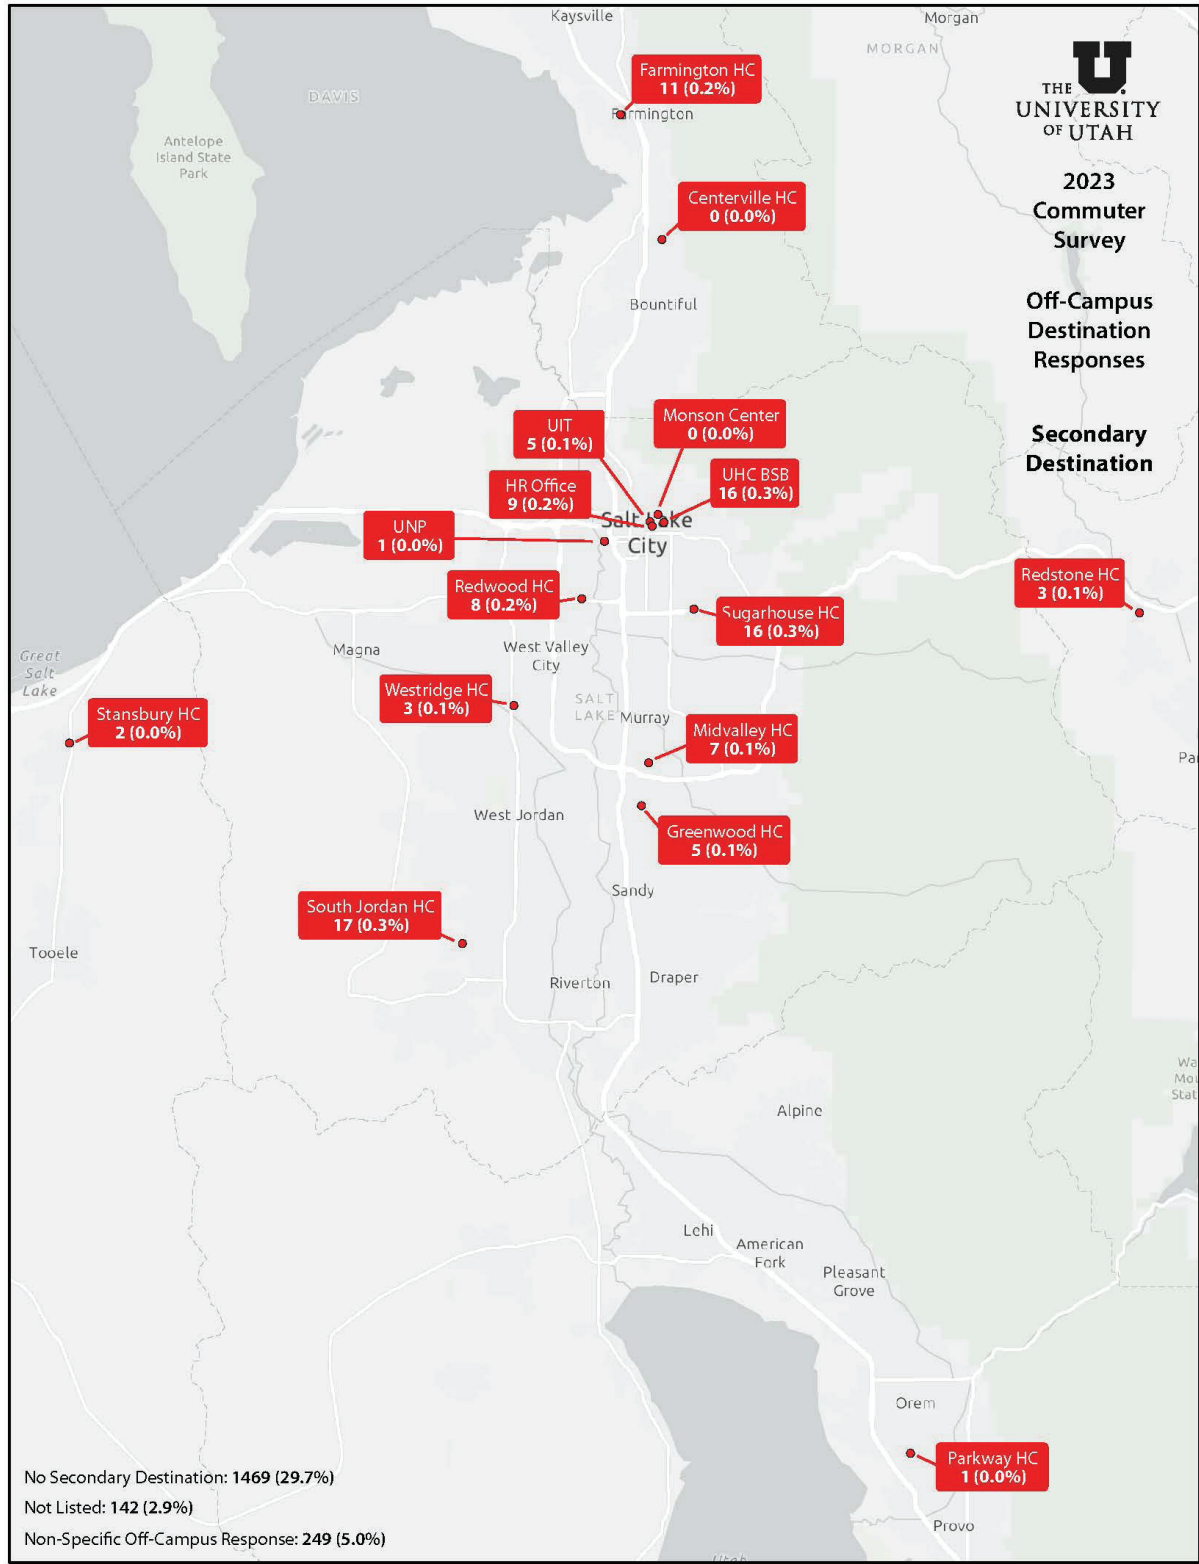 Kaysville
Morgan
MORGAN
THE
UNIVERSITY
OF UTAH
2023
Commuter
Survey
Off-Campus
Destination
Responses
Secondary
Destination
DAVIS
Antelope
Island State
Park
Farmington HC
11 (0.2%)
Farmington
Centerville HC
0 (0.0%)
Bountiful
UIT
5 (0.1%)
Monson Center
0 (0.0%)
HR Office
9 (0.2%)
UHC BSB
16 (0.3%)
UNP
1 (0.0%)
Salt Lake
City
Redwood HC
8 (0.2%)
Sugarhouse HC
16 (0.3%)
Redstone HC
3 (0.1%)
Magna
West Valley
City
Great
Salt
Lake
Westridge HC
3 (0.1%)
SALT
LAKE
Murray
Stansbury HC
2 (0.0%)
Midvalley HC
7 (0.1%)
Pa
West Jordan
Greenwood HC
5 (0.1%)
Sandy
South Jordan HC
17 (0.3%)
Tooele
Riverton
Draper
Wa
Mou
Stat
Alpine
Lehi
American
Fork
Pleasant
Grove
Orem
Parkway HC
1 (0.0%)
Provo
Utah
No Secondary Destination: 1469 (29.7%)
Not Listed: 142 (2.9%)
Non-Specific Off-Campus Response: 249 (5.0%)